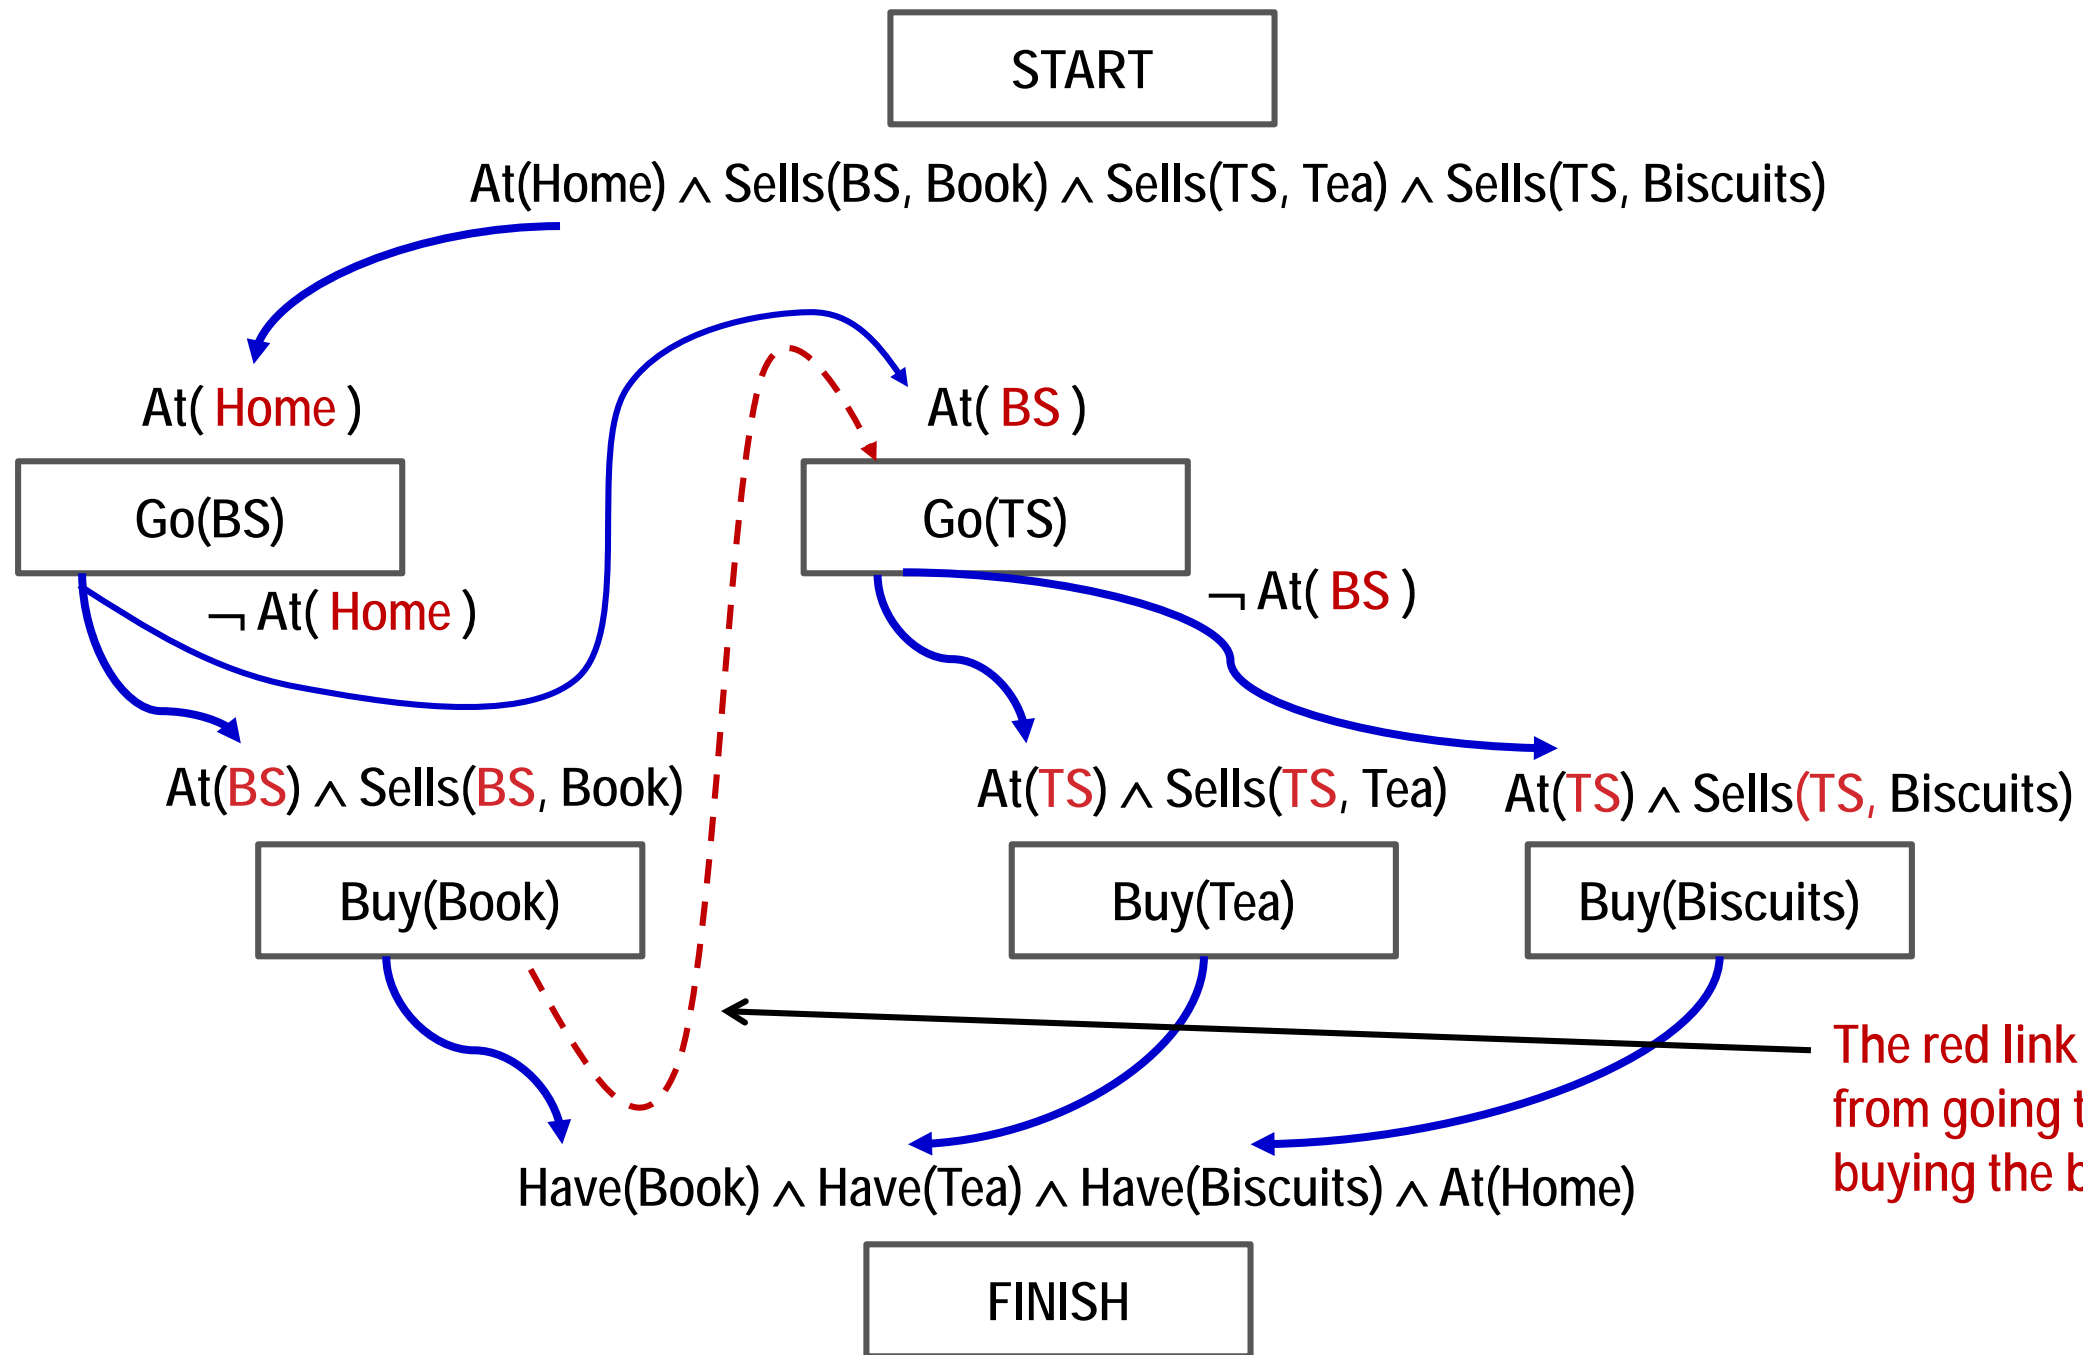 START
At(Home) ∧ Sells(BS, Book) ∧ Sells(TS, Tea) ∧ Sells(TS, Biscuits)
At( Home )
At( BS )
Go(BS)
Go(TS)
¬ At( Home )
¬ At( BS )
At(BS) ∧ Sells(BS, Book)
At(TS) ∧ Sells(TS, Tea)
At(TS) ∧ Sells(TS, Biscuits)
Buy(Book)
Buy(Tea)
Buy(Biscuits)
The red link
from going
buying the
Have(Book) ∧ Have(Tea) ∧ Have(Biscuits) ∧ At(Home)
FINISH